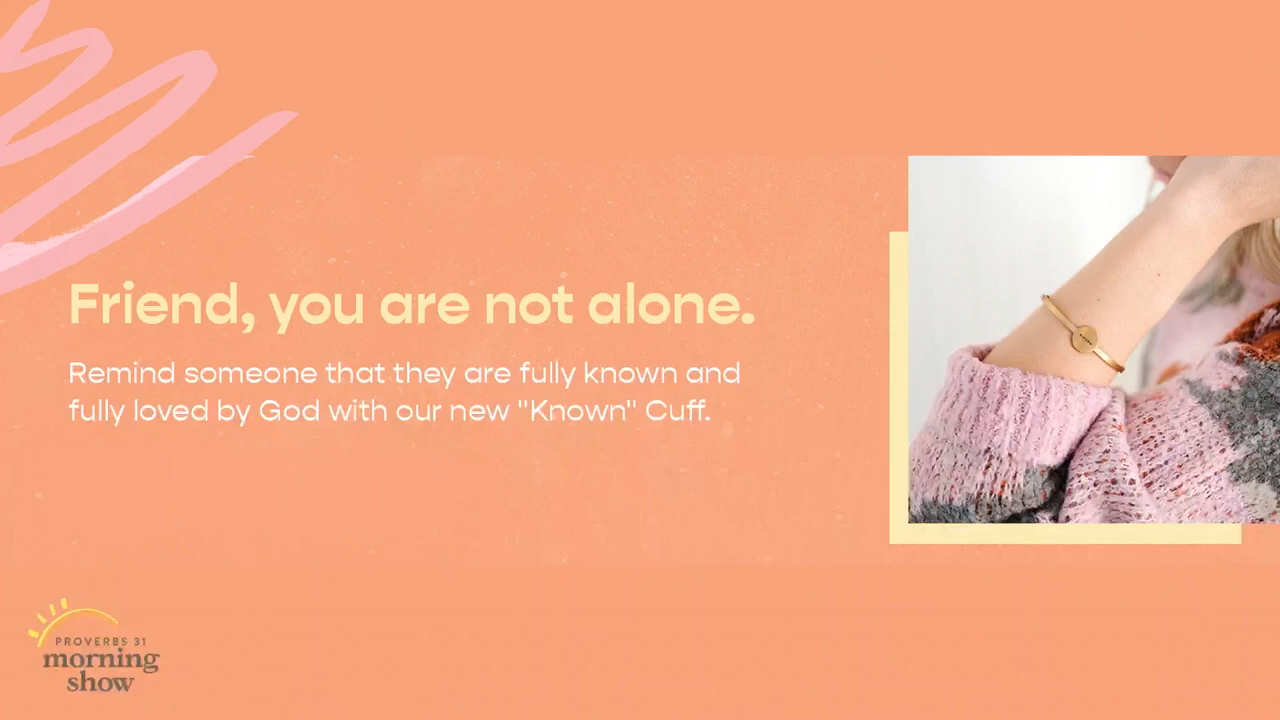 Friend, you are not alone.
Remind someone that they are fully known and
fully loved by God with our new "Known" Cuff.
PROVERBS 31
morning
show